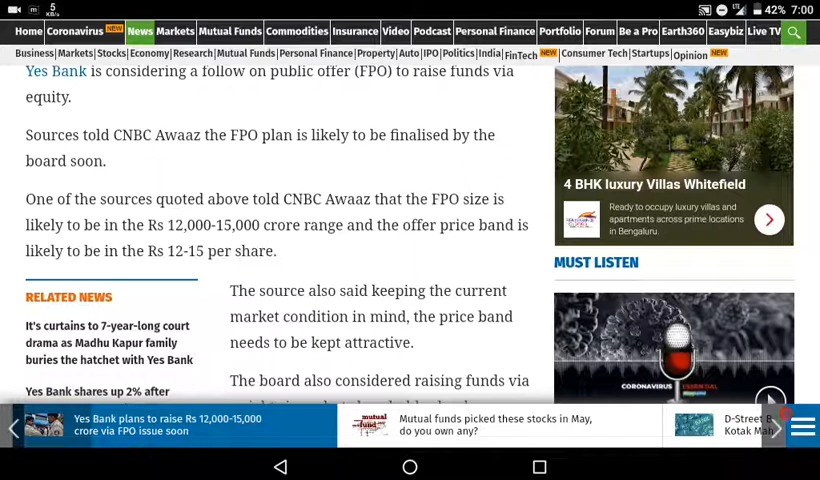 5
KB/s
42% 7:00
Home Coronavirus NEW News Markets Mutual Funds Commodities Insurance Video Podcast Personal Finance Portfolio Forum Be a Pro Earth360 Easybiz Live TV
Business Markets Stocks Economy Research Mutual Funds Personal Finance Property Auto IPO Politics India FinTech NEW Consumer Tech Startups Opinion NEW
Yes Bank is considering a follow on public offer (FPO) to raise funds via
equity.
Sources told CNBC Awaaz the FPO plan is likely to be finalised by the
board soon.
One of the sources quoted above told CNBC Awaaz that the FPO size is
likely to be in the Rs 12,000-15,000 crore range and the offer price band is
likely to be in the Rs 12-15 per share.
RELATED NEWS
It's curtains to 7-year-long court
drama as Madhu Kapur family
buries the hatchet with Yes Bank
Yes Bank shares up 2% after
The source also said keeping the current
market condition in mind, the price band
needs to be kept attractive.
The board also considered raising funds via
4 BHK luxury Villas Whitefield
Ready to occupy luxury villas and
apartments across prime locations
in Bengaluru.
MUST LISTEN
CORONAVIRUS ESSENTIAL
Yes Bank plans to raise Rs 12,000-15,000
crore via FPO issue soon
mutual
fund
Mutual funds picked these stocks in May,
do you own any?
D-Street B
Kotak Mah